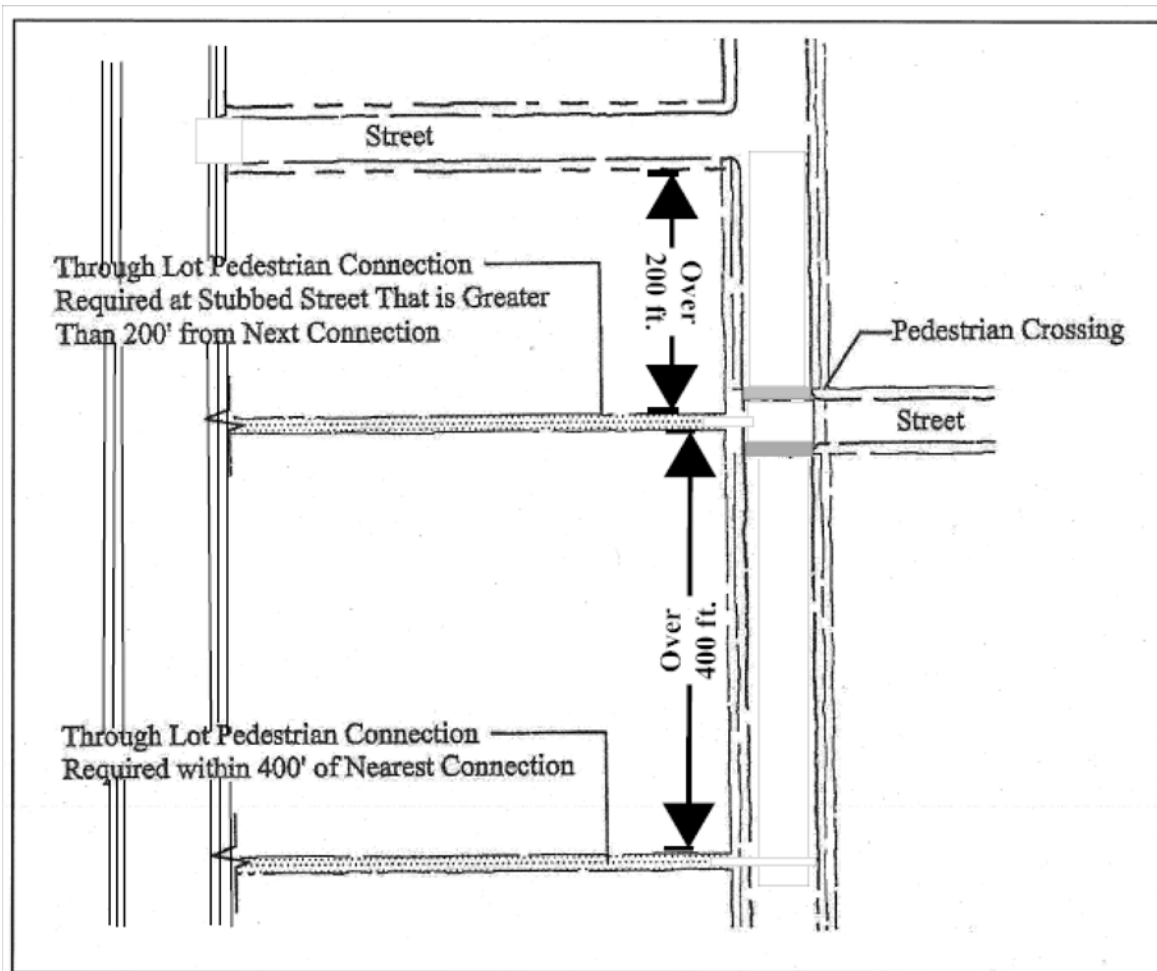 Street
Through Lot Pedestrian Connection
Required at Stubbed Street That is Greater
Than 200' from Next Connection
Over
200 ft.
Pedestrian Crossing
Street
Over
400 ft.
Through Lot Pedestrian Connection
Required within 400' of Nearest Connection